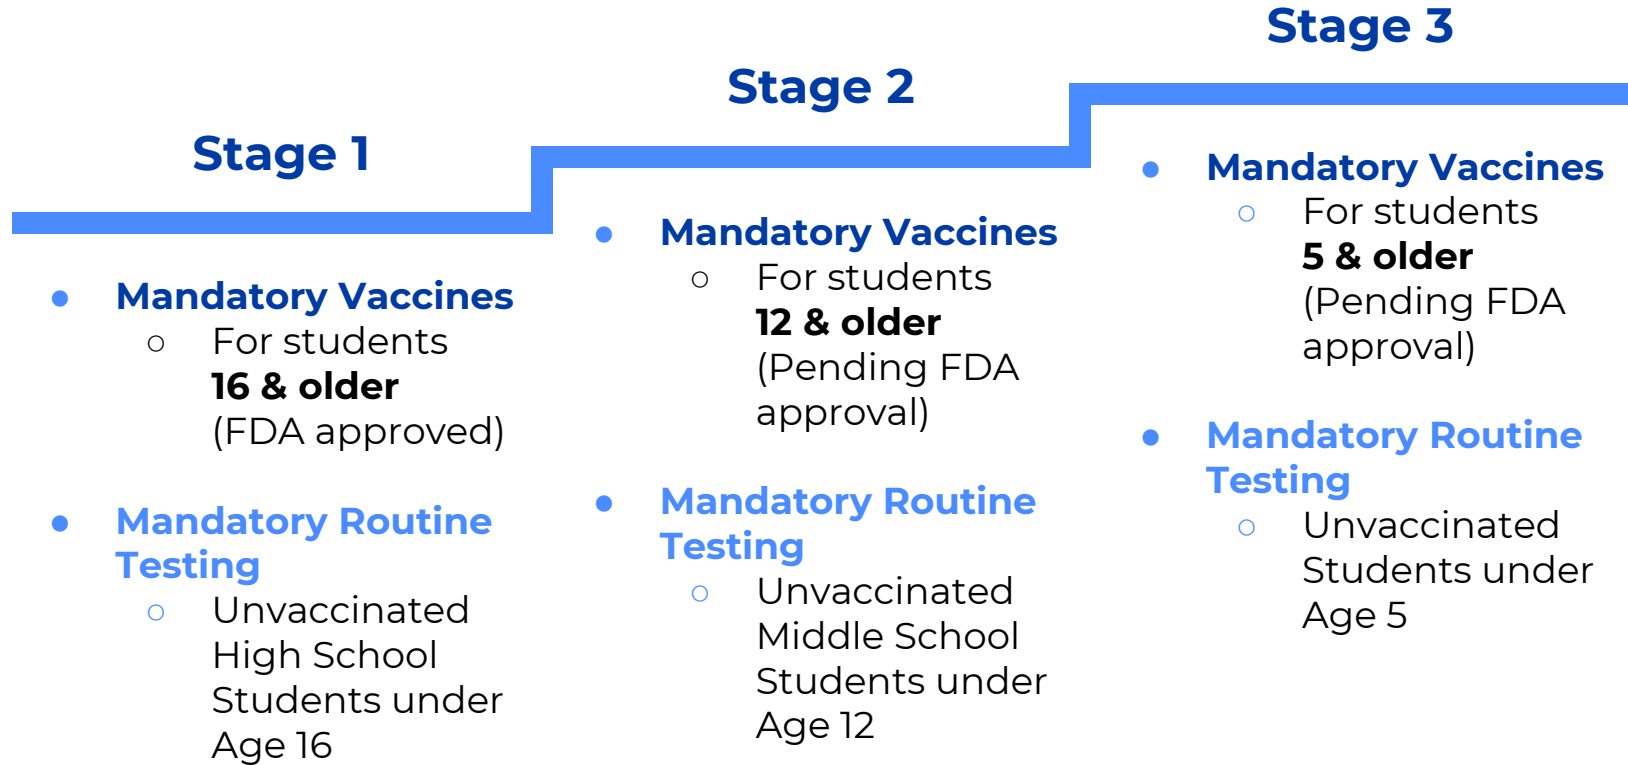 Stage 1
● Mandatory Vaccines
○ For students
16 & older
(FDA approved)
● Mandatory Routine
Testing
○ Unvaccinated
High School
Students under
Age 16
Stage 2
● Mandatory Vaccines
○ For students
12 & older
(Pending FDA
approval)
● Mandatory Routine
Testing
○ Unvaccinated
Middle School
Students under
Age 12
Stage 3
● Mandatory Vaccines
○ For students
5 & older
(Pending FDA
approval)
● Mandatory Routine
Testing
○ Unvaccinated
Students under
Age 5